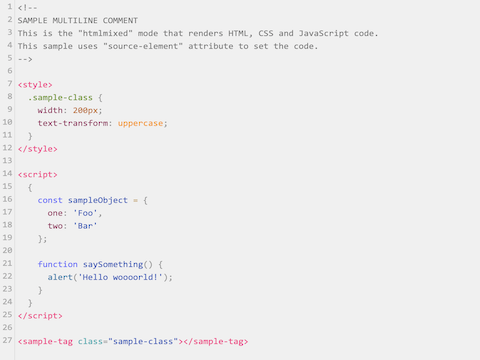 1 <!--
2 SAMPLE MULTILINE COMMENT
3 This is the "htmlmixed" mode that renders HTML, CSS and JavaScript code.
4 This sample uses "source-element" attribute to set the code.
5 -->
6
7 <style>
8   .sample-class {
9     width: 200px;
10     text-transform: uppercase;
11   }
12 </style>
13
14 <script>
15   {
16     const sampleObject = {
17       one: 'Foo',
18       two: 'Bar'
19     };
20
21     function saySomething() {
22       alert('Hello woooorld!');
23     }
24   }
25 </script>
26
27 <sample-tag class="sample-class"></sample-tag>